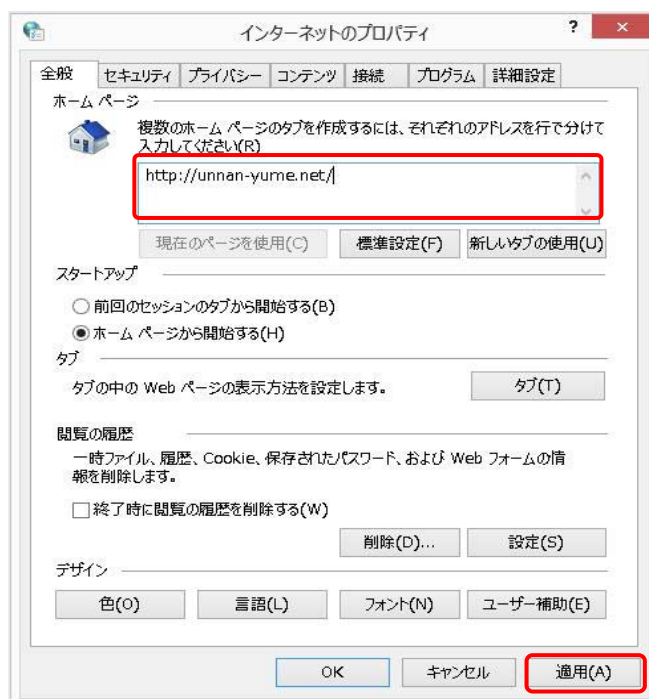 インターネットのプロパティ
? ×
全般 セキュリティ プライバシー コンテンツ 接続 プログラム 詳細設定
ホーム ページ
複数のホーム ページのタブを作成するには、それぞれのアドレスを行で分けて
入力してください(R)
http://unnan-yume.net/
現在のページを使用(C) 標準設定(F) 新しいタブの使用(U)
スタートアップ
前回のセッションのタブから開始する(B)
ホーム ページから開始する(H)
タブ
タブの中の Web ページの表示方法を設定します。 タブ(T)
閲覧の履歴
一時ファイル、履歴、Cookie、保存されたパスワード、および Web フォームの情
報を削除します。
終了時に閲覧の履歴を削除する(W)
削除(D)... 設定(S)
デザイン
色(O) 言語(L) フォント(N) ユーザー補助(E)
OK キャンセル 適用(A)